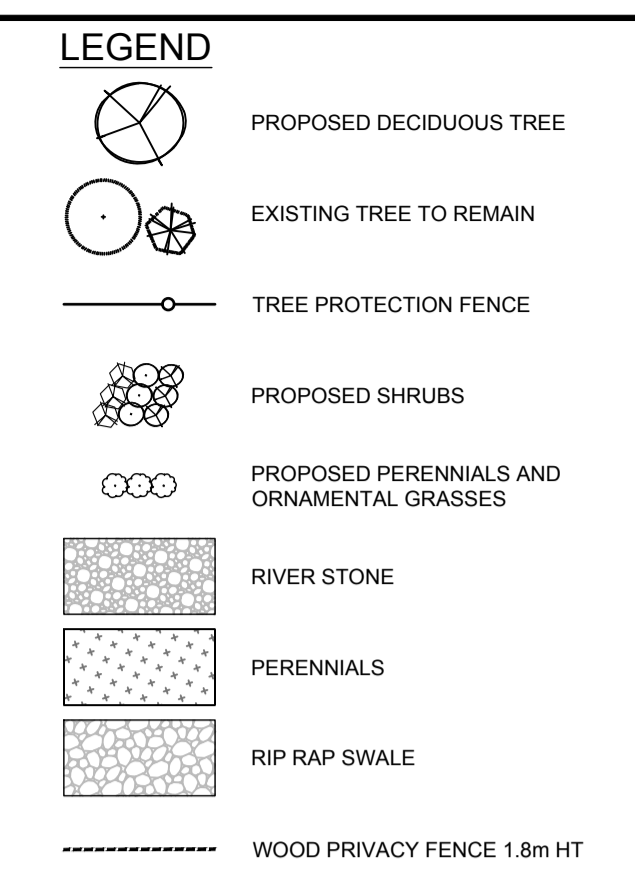 LEGEND
PROPOSED DECIDUOUS TREE
EXISTING TREE TO REMAIN
TREE PROTECTION FENCE
PROPOSED SHRUBS
PROPOSED PERENNIALS AND
ORNAMENTAL GRASSES
RIVER STONE
PERENNIALS
RIP RAP SWALE
WOOD PRIVACY FENCE 1.8m HT